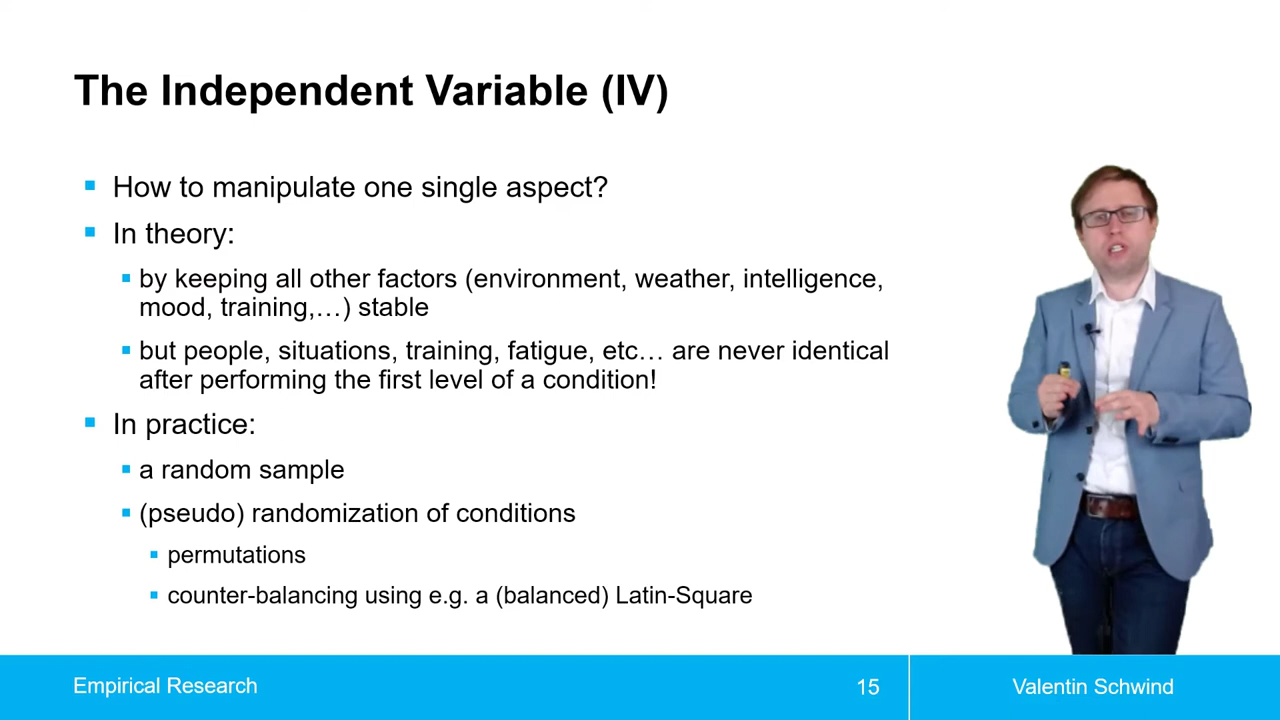 The Independent Variable (IV)
How to manipulate one single aspect?
In theory:
by keeping all other factors (environment, weather, intelligence,
mood, training,…) stable
but people, situations, training, fatigue, etc… are never identical
after performing the first level of a condition!
In practice:
a random sample
(pseudo) randomization of conditions
permutations
counter-balancing using e.g. a (balanced) Latin-Square
Empirical Research
15
Valentin Schwind